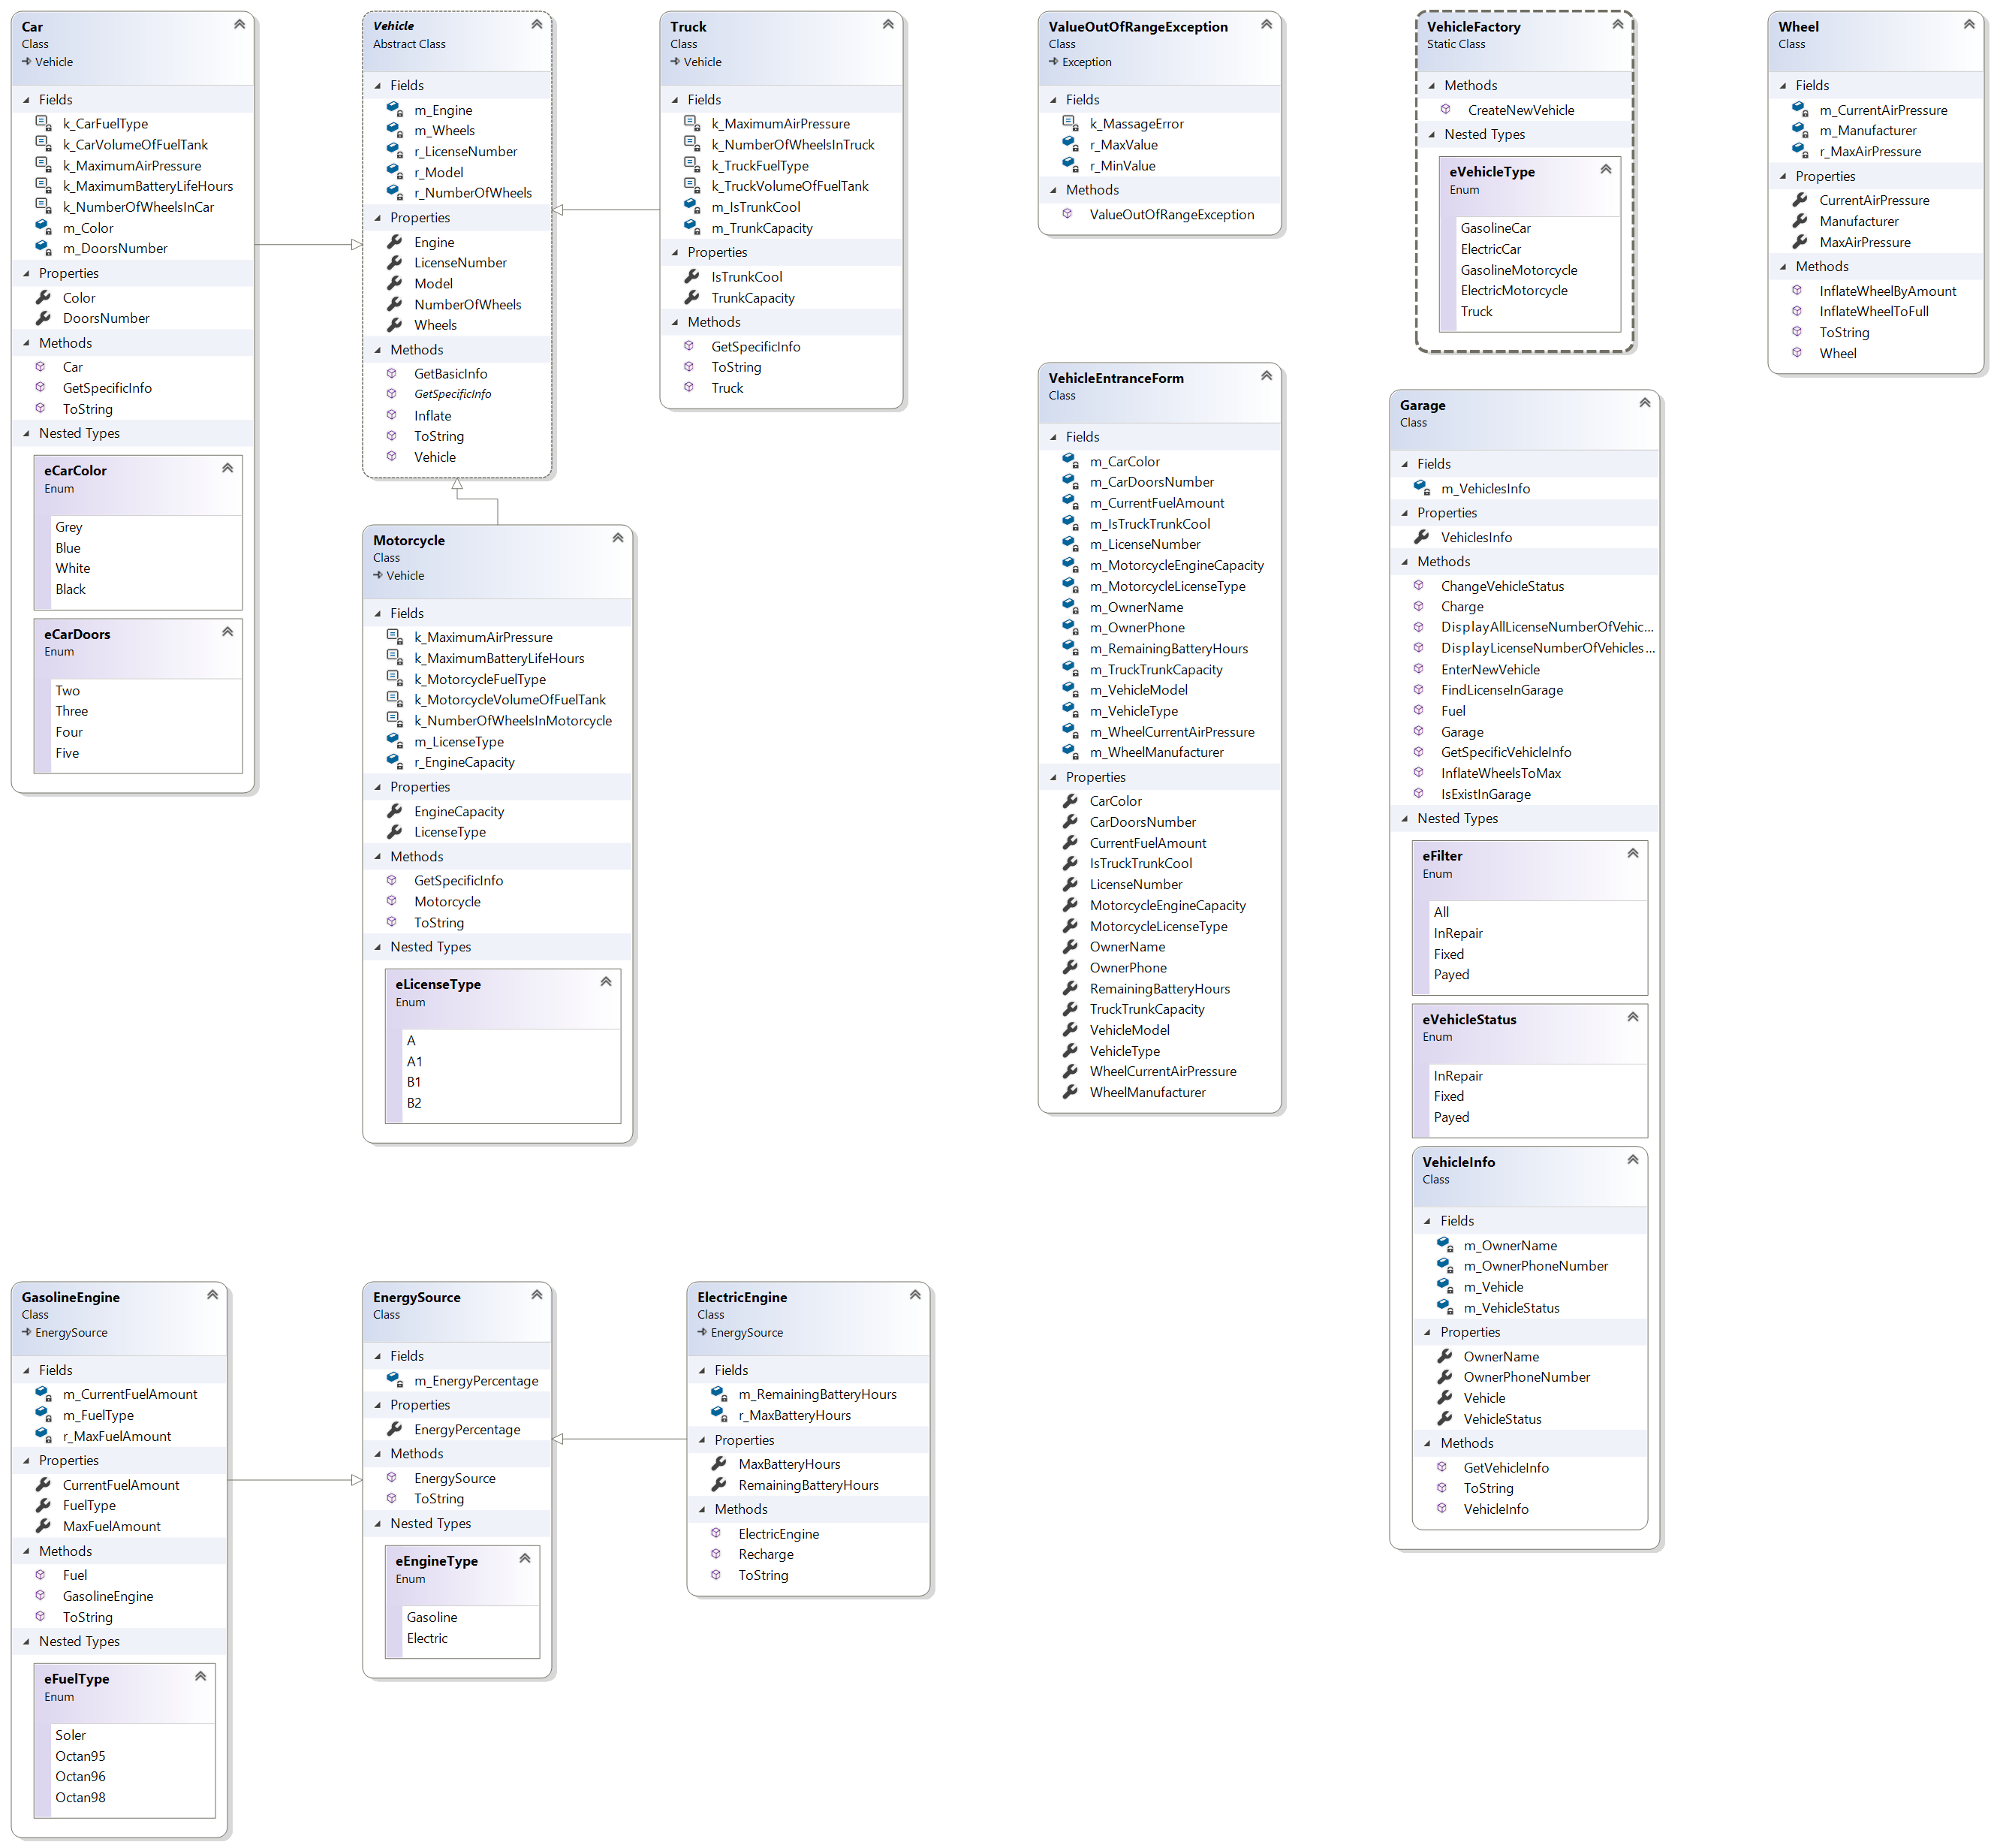 Car
Class
Vehicle
Fields
k_CarFuelType
k_CarVolumeOfFuelTank
k_MaximumAirPressure
k_MaximumBatteryLifeHours
k_NumberOfWheelsInCar
m_Color
m_DoorsNumber
Properties
Color
DoorsNumber
Methods
Car
GetSpecificInfo
ToString
Nested Types
eCarColor
Enum
Grey
Blue
White
Black
eCarDoors
Enum
Two
Three
Four
Five
Vehicle
Abstract Class
Fields
m_Engine
m_Wheels
r_LicenseNumber
r_Model
r_NumberOfWheels
Properties
Engine
LicenseNumber
Model
NumberOfWheels
Wheels
Methods
GetBasicInfo
GetSpecificInfo
Inflate
ToString
Vehicle
Truck
Class
Vehicle
Fields
k_MaximumAirPressure
k_NumberOfWheelsInTruck
k_TruckFuelType
k_TruckVolumeOfFuelTank
m_IsTrunkCool
m_TrunkCapacity
Properties
IsTrunkCool
TrunkCapacity
Methods
GetSpecificInfo
ToString
Truck
Motorcycle
Class
Vehicle
Fields
k_MaximumAirPressure
k_MaximumBatteryLifeHours
k_MotorcycleFuelType
k_MotorcycleVolumeOfFuelTank
k_NumberOfWheelsInMotorcycle
m_LicenseType
r_EngineCapacity
Properties
EngineCapacity
LicenseType
Methods
GetSpecificInfo
Motorcycle
ToString
Nested Types
eLicenseType
Enum
A
A1
B1
B2
ValueOutOfRangeException
Class
Exception
Fields
k_MassageError
r_MaxValue
r_MinValue
Methods
ValueOutOfRangeException
VehicleEntranceForm
Class
Fields
m_CarColor
m_CarDoorsNumber
m_CurrentFuelAmount
m_IsTruckTrunkCool
m_LicenseNumber
m_MotorcycleEngineCapacity
m_MotorcycleLicenseType
m_OwnerName
m_OwnerPhone
m_RemainingBatteryHours
m_TruckTrunkCapacity
m_VehicleModel
m_VehicleType
m_WheelCurrentAirPressure
m_WheelManufacturer
Properties
CarColor
CarDoorsNumber
CurrentFuelAmount
IsTruckTrunkCool
LicenseNumber
MotorcycleEngineCapacity
MotorcycleLicenseType
OwnerName
OwnerPhone
RemainingBatteryHours
TruckTrunkCapacity
VehicleModel
VehicleType
WheelCurrentAirPressure
WheelManufacturer
VehicleFactory
Static Class
Methods
CreateNewVehicle
Nested Types
eVehicleType
Enum
GasolineCar
ElectricCar
GasolineMotorcycle
ElectricMotorcycle
Truck
Wheel
Class
Fields
m_CurrentAirPressure
m_Manufacturer
r_MaxAirPressure
Properties
CurrentAirPressure
Manufacturer
MaxAirPressure
Methods
InflateWheelByAmount
InflateWheelToFull
ToString
Wheel
Garage
Class
Fields
m_VehiclesInfo
Properties
VehiclesInfo
Methods
ChangeVehicleStatus
Charge
DisplayAllLicenseNumberOfVehic...
DisplayLicenseNumberOfVehicles...
EnterNewVehicle
FindLicenseInGarage
Fuel
Garage
GetSpecificVehicleInfo
InflateWheelsToMax
IsExistInGarage
Nested Types
eFilter
Enum
All
InRepair
Fixed
Payed
eVehicleStatus
Enum
InRepair
Fixed
Payed
VehicleInfo
Class
Fields
m_OwnerName
m_OwnerPhoneNumber
m_Vehicle
m_VehicleStatus
Properties
OwnerName
OwnerPhoneNumber
Vehicle
VehicleStatus
Methods
GetVehicleInfo
ToString
VehicleInfo
GasolineEngine
Class
EnergySource
Fields
m_CurrentFuelAmount
m_FuelType
r_MaxFuelAmount
Properties
CurrentFuelAmount
FuelType
MaxFuelAmount
Methods
Fuel
GasolineEngine
ToString
Nested Types
eFuelType
Enum
Soler
Octan95
Octan96
Octan98
EnergySource
Class
Fields
m_EnergyPercentage
Properties
EnergyPercentage
Methods
EnergySource
ToString
Nested Types
eEngineType
Enum
Gasoline
Electric
ElectricEngine
Class
EnergySource
Fields
m_RemainingBatteryHours
r_MaxBatteryHours
Properties
MaxBatteryHours
RemainingBatteryHours
Methods
ElectricEngine
Recharge
ToString